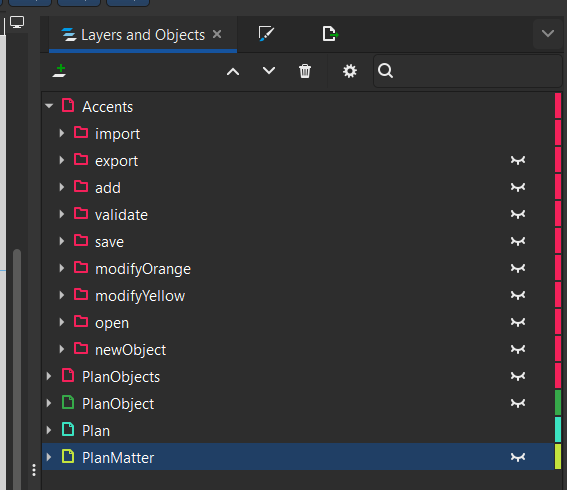 Layers and Objects
Accents
import
export
add
validate
save
modifyOrange
modifyYellow
open
newObject
PlanObjects
PlanObject
Plan
PlanMatter